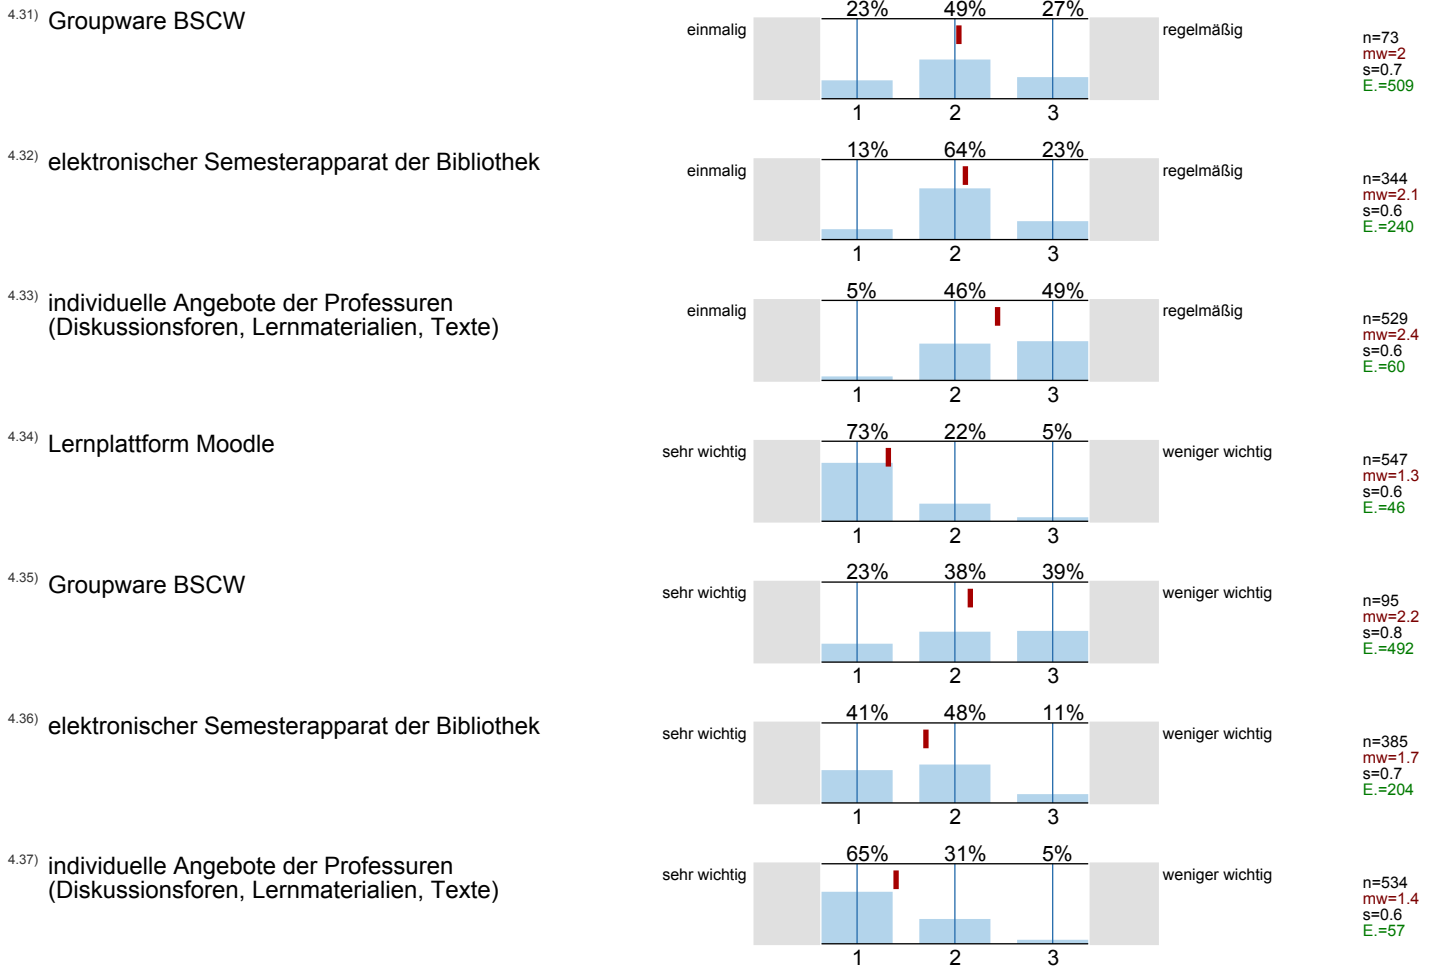 4.31) Groupware BSCW
einmalig
23% 49% 27%
regelmäßig
1 2 3
n=73
mw=2
s=0.7
E.=509
4.32) elektronischer Semesterapparat der Bibliothek
einmalig
13% 64% 23%
regelmäßig
1 2 3
n=344
mw=2.1
s=0.6
E.=240
4.33) individuelle Angebote der Professuren
(Diskussionsforen, Lernmaterialien, Texte)
einmalig
5% 46% 49%
regelmäßig
1 2 3
n=529
mw=2.4
s=0.6
E.=60
4.34) Lernplattform Moodle
sehr wichtig
73% 22% 5%
weniger wichtig
1 2 3
n=547
mw=1.3
s=0.6
E.=46
4.35) Groupware BSCW
sehr wichtig
23% 38% 39%
weniger wichtig
1 2 3
n=95
mw=2.2
s=0.8
E.=492
4.36) elektronischer Semesterapparat der Bibliothek
sehr wichtig
41% 48% 11%
weniger wichtig
1 2 3
n=385
mw=1.7
s=0.7
E.=204
4.37) individuelle Angebote der Professuren
(Diskussionsforen, Lernmaterialien, Texte)
sehr wichtig
65% 31% 5%
weniger wichtig
1 2 3
n=534
mw=1.4
s=0.6
E.=57